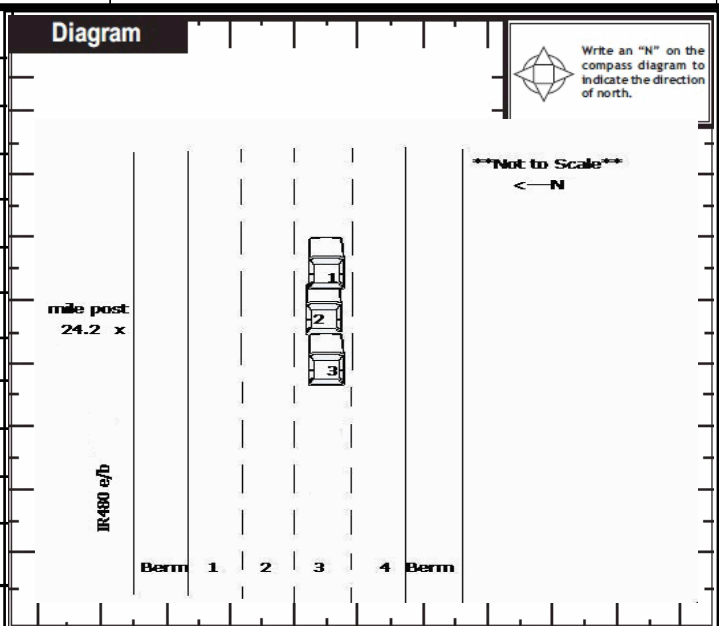 Diagram
Write an “N” on the
compass diagram to
indicate the direction
of north.
**Not to Scale**
<—N
1
2
3
mile post
24.2 x
IR480 e/b
Berm 1 2 3 4 Berm